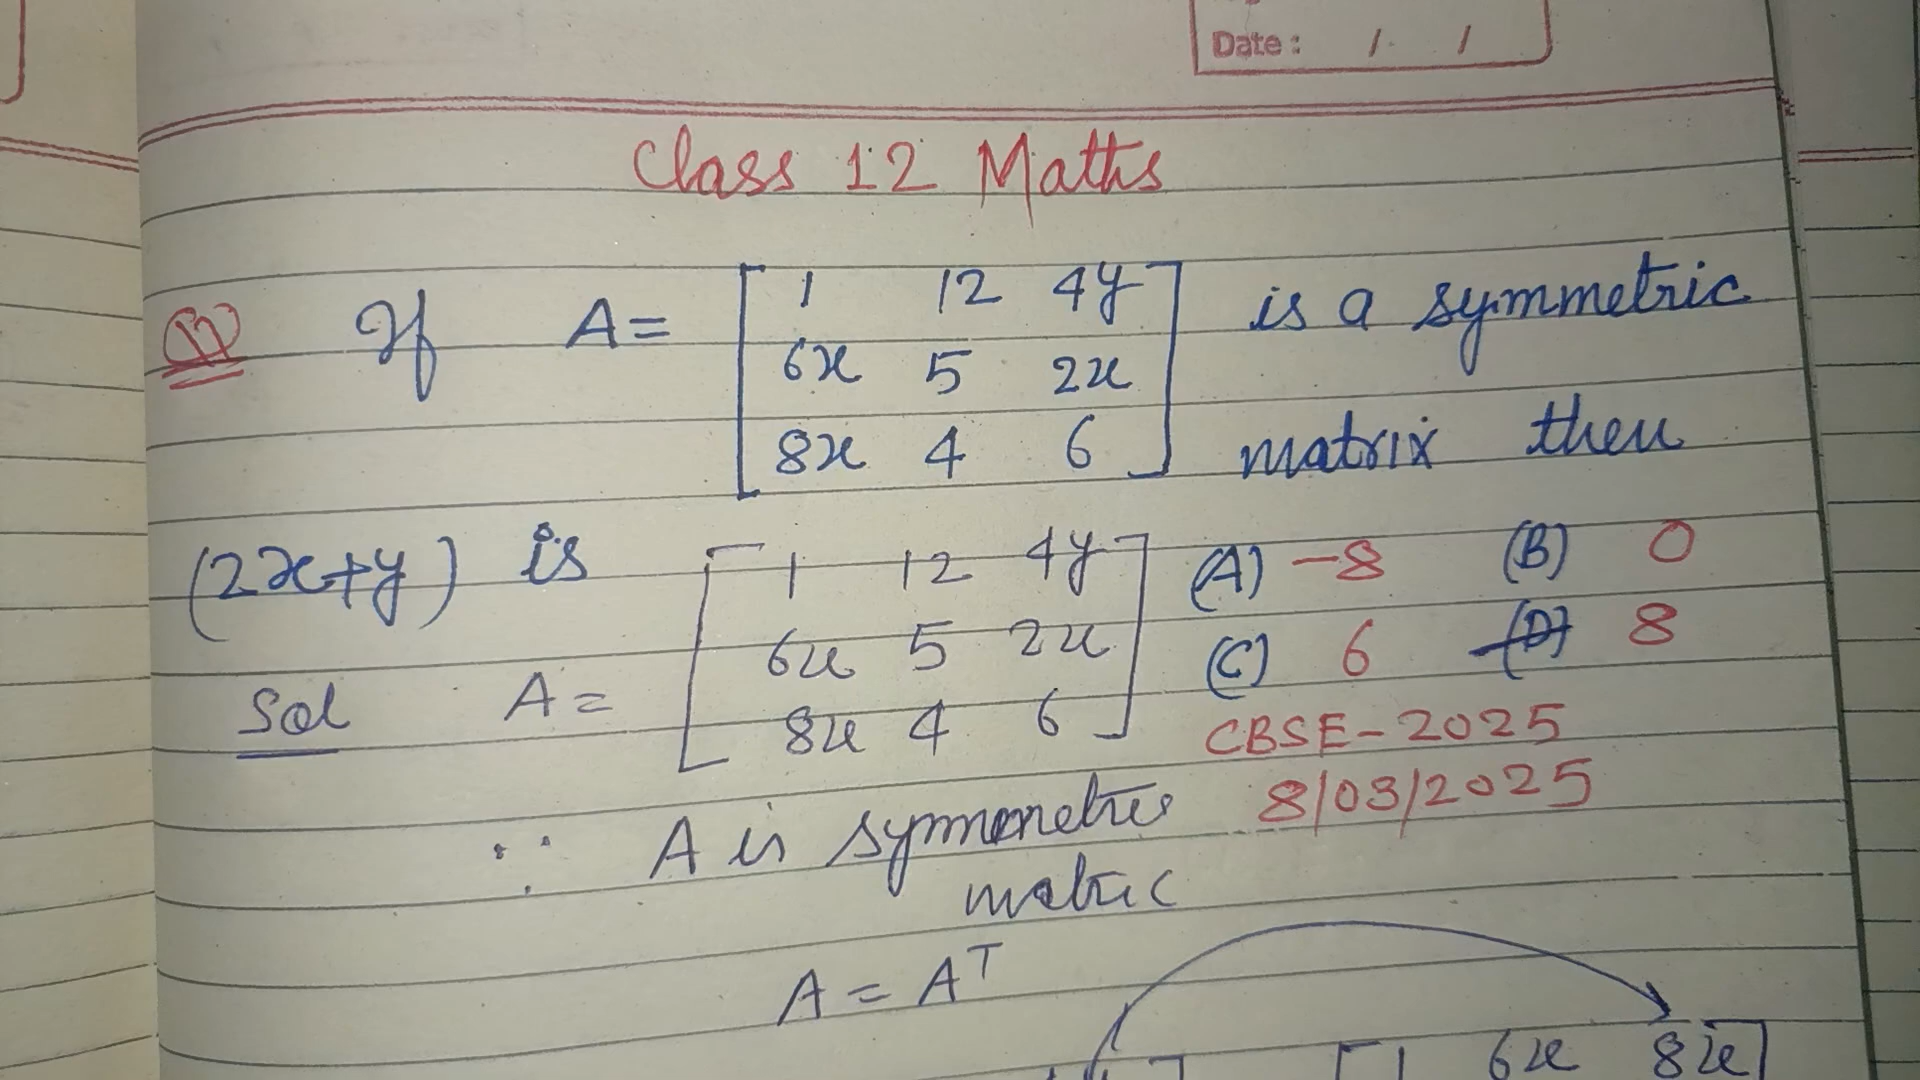 Date : / /
Class 12 Maths
Q1 If A = [ 1 12 4y
6x 5 2x
8x 4 6 ] is a symmetric matrix then
(2x+y) is
(A) -8 (B) 0
(C) 6 (D) 8
CBSE-2025
8/03/2025
Sol A = [ 1 12 4y
6x 5 2x
8x 4 6 ]
∵ A is symmetric
matric
A = Aᵀ
1 6x 8x